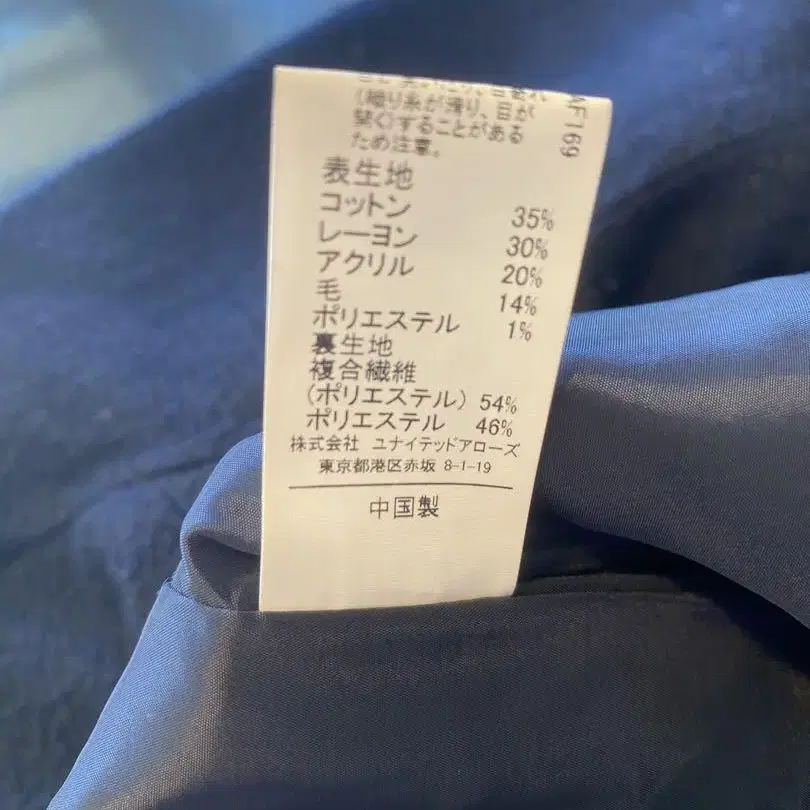 (織り糸が滑り、目が
開く)することがある
ため注意。
AF169
表生地
コットン 35%
レーヨン 30%
アクリル 20%
毛 14%
ポリエステル 1%
裏生地
複合繊維
(ポリエステル) 54%
ポリエステル 46%
株式会社 ユナイテッドアローズ
東京都港区赤坂 8-1-19
中国製